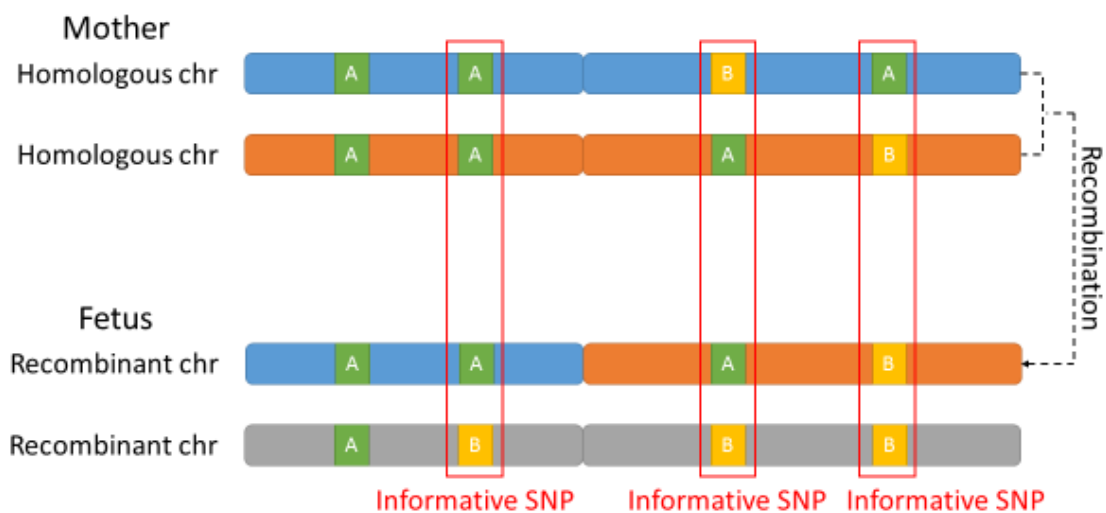 Mother
Homologous chr A A B A
Homologous chr A A A B
Recombination
Fetus
Recombinant chr A A A B
Recombinant chr A B B B
Informative SNP Informative SNP Informative SNP